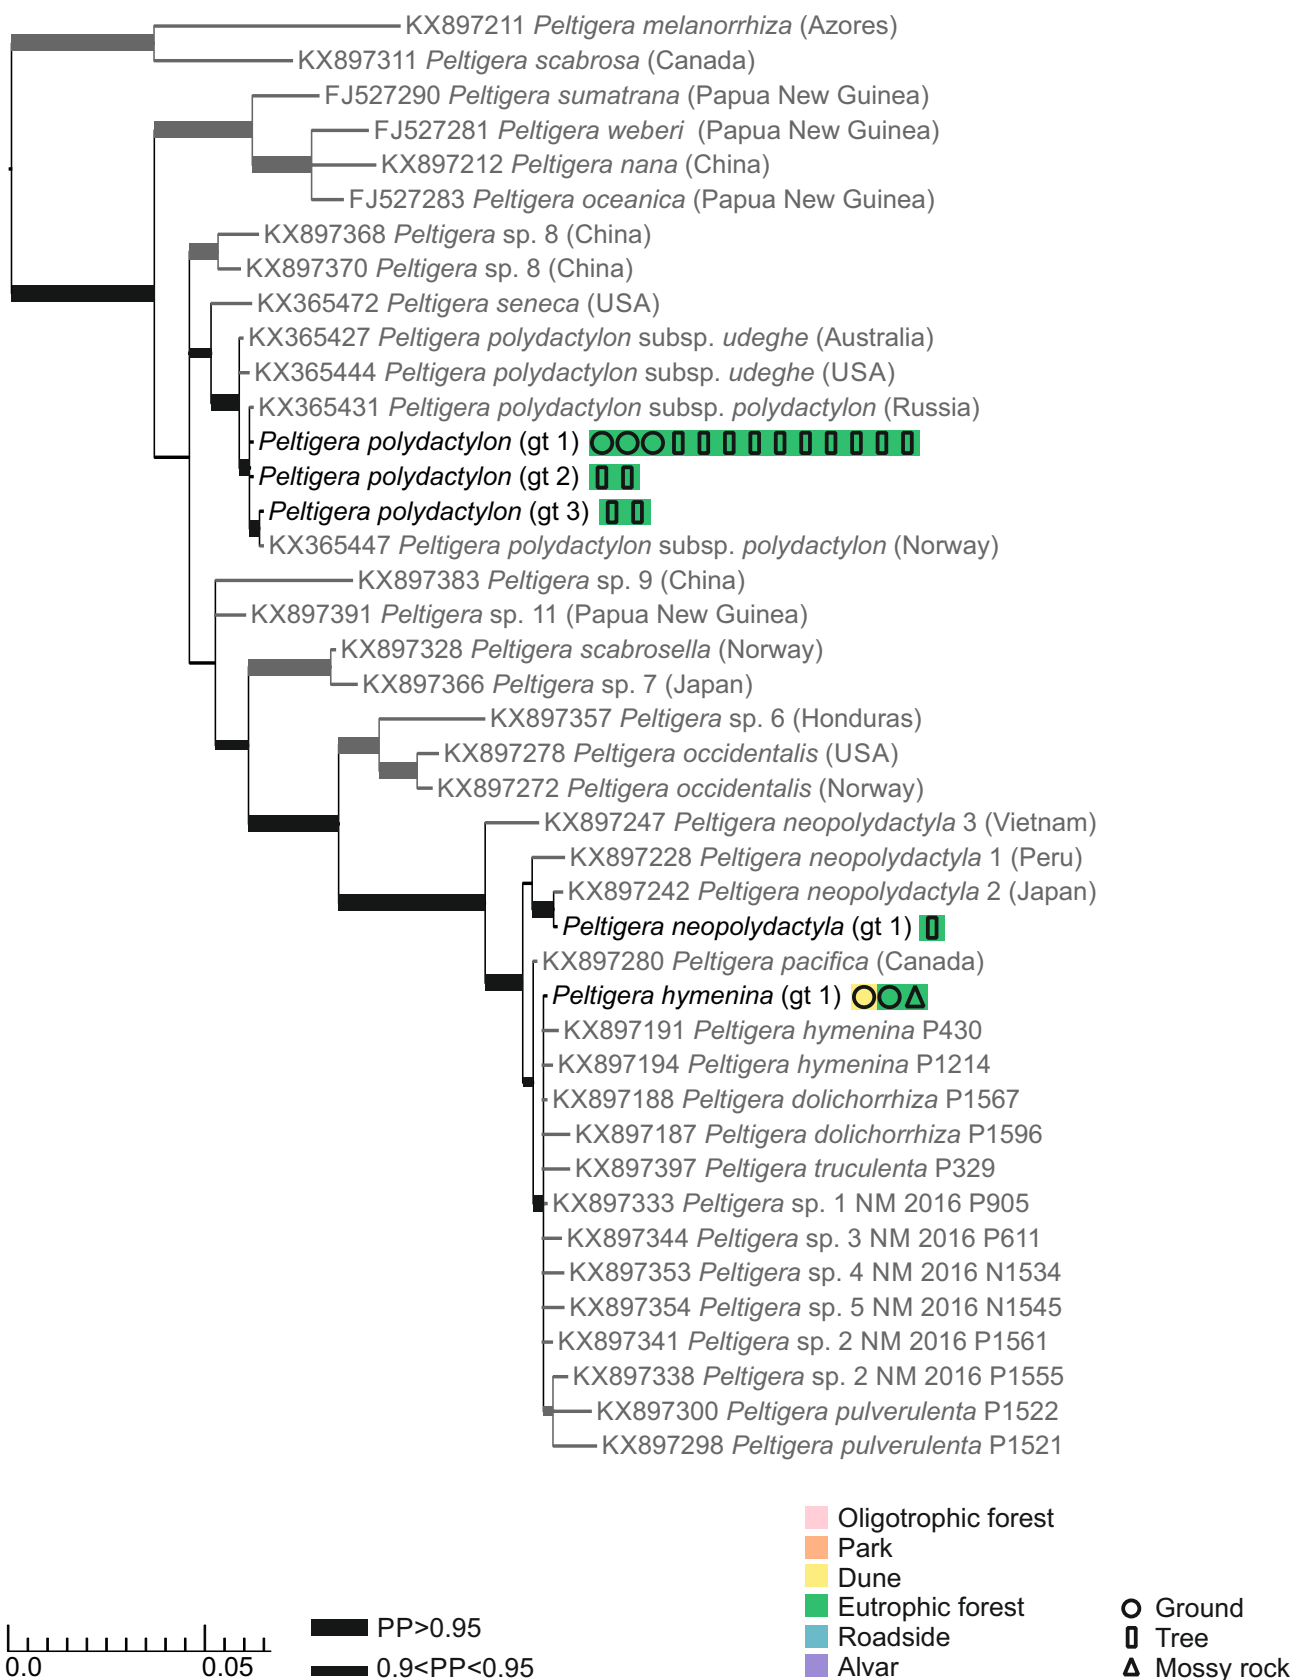 KX897211 Peltigera melanorrhiza (Azores)
KX897311 Peltigera scabrosa (Canada)
FJ527290 Peltigera sumatrana (Papua New Guinea)
FJ527281 Peltigera weberi (Papua New Guinea)
KX897212 Peltigera nana (China)
FJ527283 Peltigera oceanica (Papua New Guinea)
KX897368 Peltigera sp. 8 (China)
KX897370 Peltigera sp. 8 (China)
KX365472 Peltigera seneca (USA)
KX365427 Peltigera polydactylon subsp. udeghe (Australia)
KX365444 Peltigera polydactylon subsp. udeghe (USA)
KX365431 Peltigera polydactylon subsp. polydactylon (Russia)
Peltigera polydactylon (gt 1)
Peltigera polydactylon (gt 2)
Peltigera polydactylon (gt 3)
KX365447 Peltigera polydactylon subsp. polydactylon (Norway)
KX897383 Peltigera sp. 9 (China)
KX897391 Peltigera sp. 11 (Papua New Guinea)
KX897328 Peltigera scabrosella (Norway)
KX897366 Peltigera sp. 7 (Japan)
KX897357 Peltigera sp. 6 (Honduras)
KX897278 Peltigera occidentalis (USA)
KX897272 Peltigera occidentalis (Norway)
KX897247 Peltigera neopolydactyla 3 (Vietnam)
KX897228 Peltigera neopolydactyla 1 (Peru)
KX897242 Peltigera neopolydactyla 2 (Japan)
Peltigera neopolydactyla (gt 1)
KX897280 Peltigera pacifica (Canada)
Peltigera hymenina (gt 1)
KX897191 Peltigera hymenina P430
KX897194 Peltigera hymenina P1214
KX897188 Peltigera dolichorrhiza P1567
KX897187 Peltigera dolichorrhiza P1596
KX897397 Peltigera truculenta P329
KX897333 Peltigera sp. 1 NM 2016 P905
KX897344 Peltigera sp. 3 NM 2016 P611
KX897353 Peltigera sp. 4 NM 2016 N1534
KX897354 Peltigera sp. 5 NM 2016 N1545
KX897341 Peltigera sp. 2 NM 2016 P1561
KX897338 Peltigera sp. 2 NM 2016 P1555
KX897300 Peltigera pulverulenta P1522
KX897298 Peltigera pulverulenta P1521
0.0 0.05
PP>0.95
0.9<PP<0.95
Oligotrophic forest
Park
Dune
Eutrophic forest
Roadside
Alvar
Ground
Tree
Mossy rock